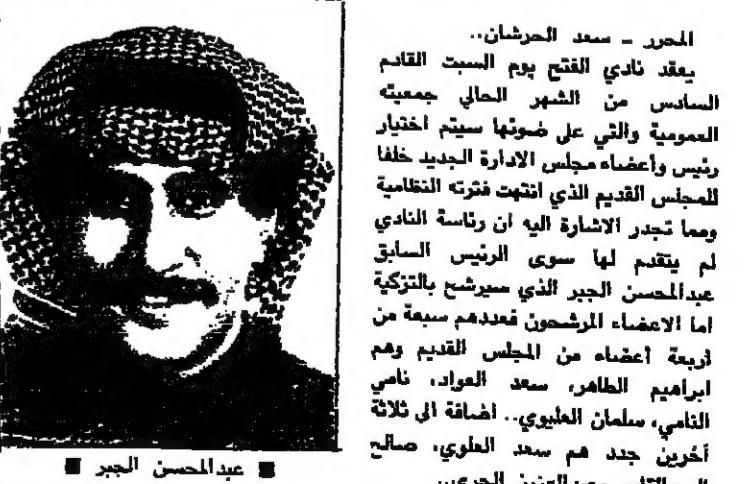 المحرر ـ سعد الحرشان..
يعقد نادي الفتح يوم السبت القادم
السادس من الشهر الحالي جمعيته
العمومية والتي على ضوئها سيتم اختيار
رئيس وأعضاء مجلس الادارة الجديد خلفا
للمجلس القديم الذي انتهت فترته النظامية
ومما تجدر الاشارة اليه ان رئاسة النادي
لم يتقدم لها سوى الرئيس السابق
عبدالمحسن الجبر الذي سيرشح بالتزكية
اما الاعضاء المرشحون فعددهم سبعة من
أربعة أعضاء من المجلس القديم وهم
ابراهيم الطاهر، سعد العواد، نامي
النامي، سلمان العليوي.. اضافة الى ثلاثة
أخرين جدد هم سعد العلوي، صالح
عبدالمحسن الجبر